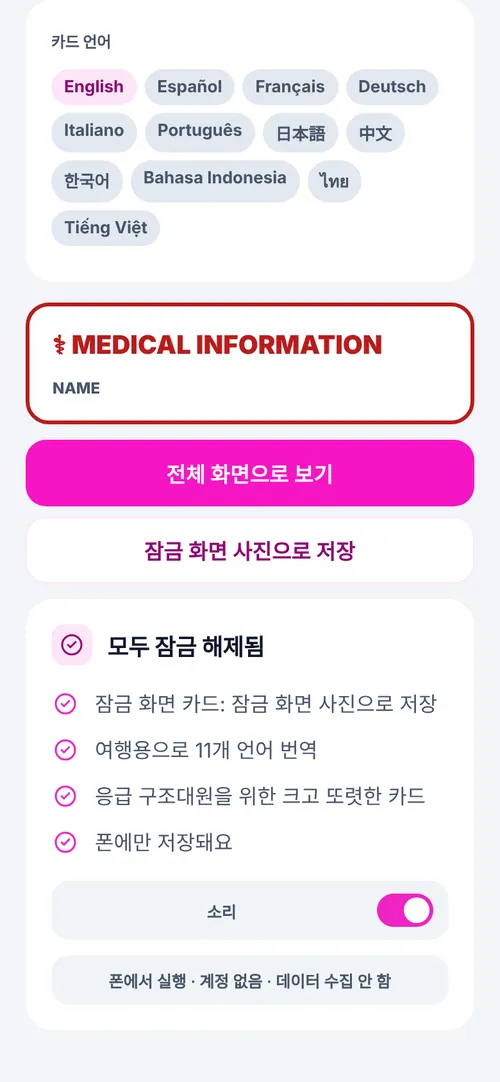 카드 언어
English Español Français Deutsch
Italiano Português 日本語 中文
한국어 Bahasa Indonesia ไทย
Tiếng Việt
⚕ MEDICAL INFORMATION
NAME
전체 화면으로 보기
잠금 화면 사진으로 저장
모두 잠금 해제됨
잠금 화면 카드: 잠금 화면 사진으로 저장
여행용으로 11개 언어 번역
응급 구조대원을 위한 크고 또렷한 카드
폰에만 저장돼요
소리
폰에서 실행 · 계정 없음 · 데이터 수집 안 함